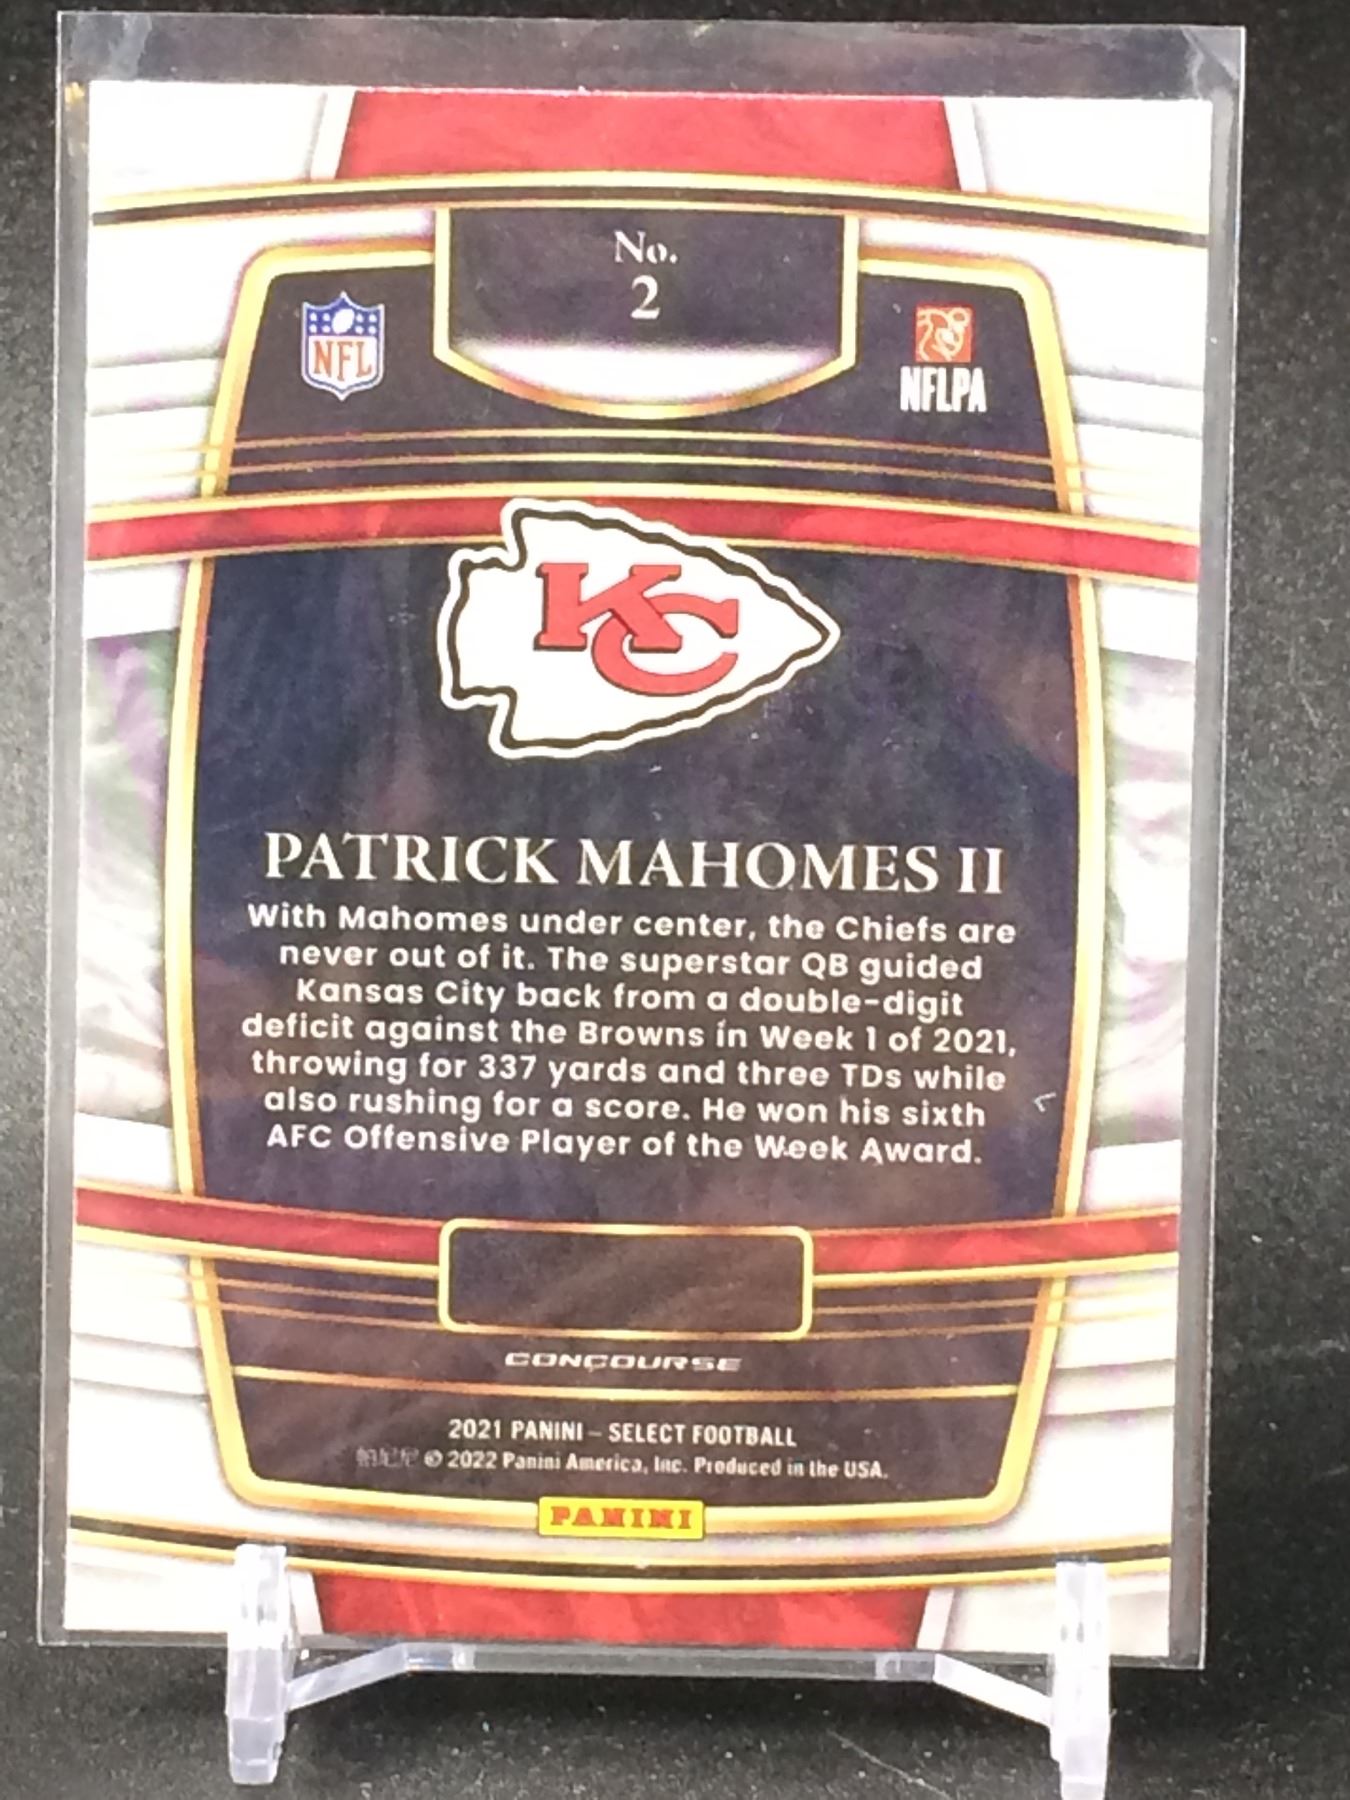 No.
2
NFL
NFLPA
KC
PATRICK MAHOMES II
With Mahomes under center, the Chiefs are
never out of it. The superstar QB guided
Kansas City back from a double-digit
deficit against the Browns in Week 1 of 2021,
throwing for 337 yards and three TDs while
also rushing for a score. He won his sixth
AFC Offensive Player of the Week Award.
CONCOURSE
2021 PANINI – SELECT FOOTBALL
© 2022 Panini America, Inc. Produced in the USA.
PANINI